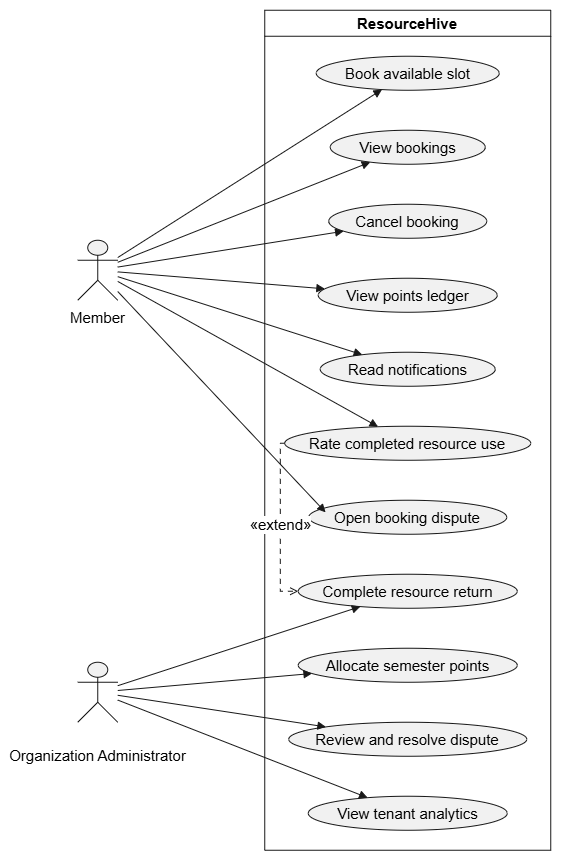 ResourceHive
Book available slot
View bookings
Cancel booking
Member
View points ledger
Read notifications
Rate completed resource use
Open booking dispute
«extend»
Complete resource return
Allocate semester points
Organization Administrator
Review and resolve dispute
View tenant analytics